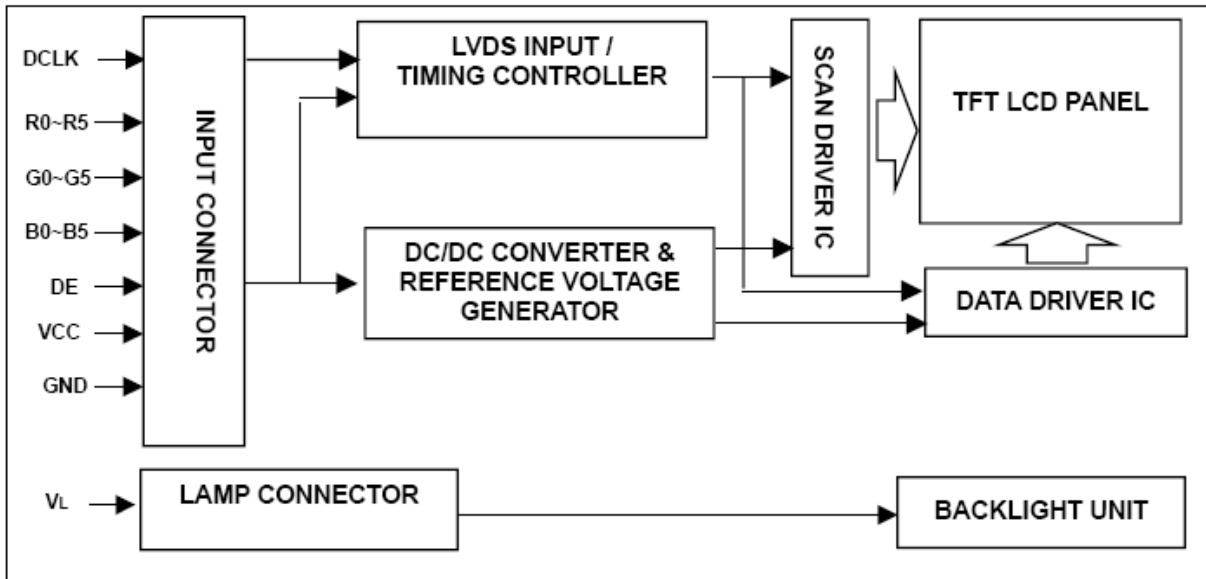 DCLK
R0~R5
G0~G5
B0~B5
DE
VCC
GND
INPUT CONNECTOR
LVDS INPUT /
TIMING CONTROLLER
DC/DC CONVERTER &
REFERENCE VOLTAGE
GENERATOR
SCAN DRIVER IC
TFT LCD PANEL
DATA DRIVER IC
VL
LAMP CONNECTOR
BACKLIGHT UNIT